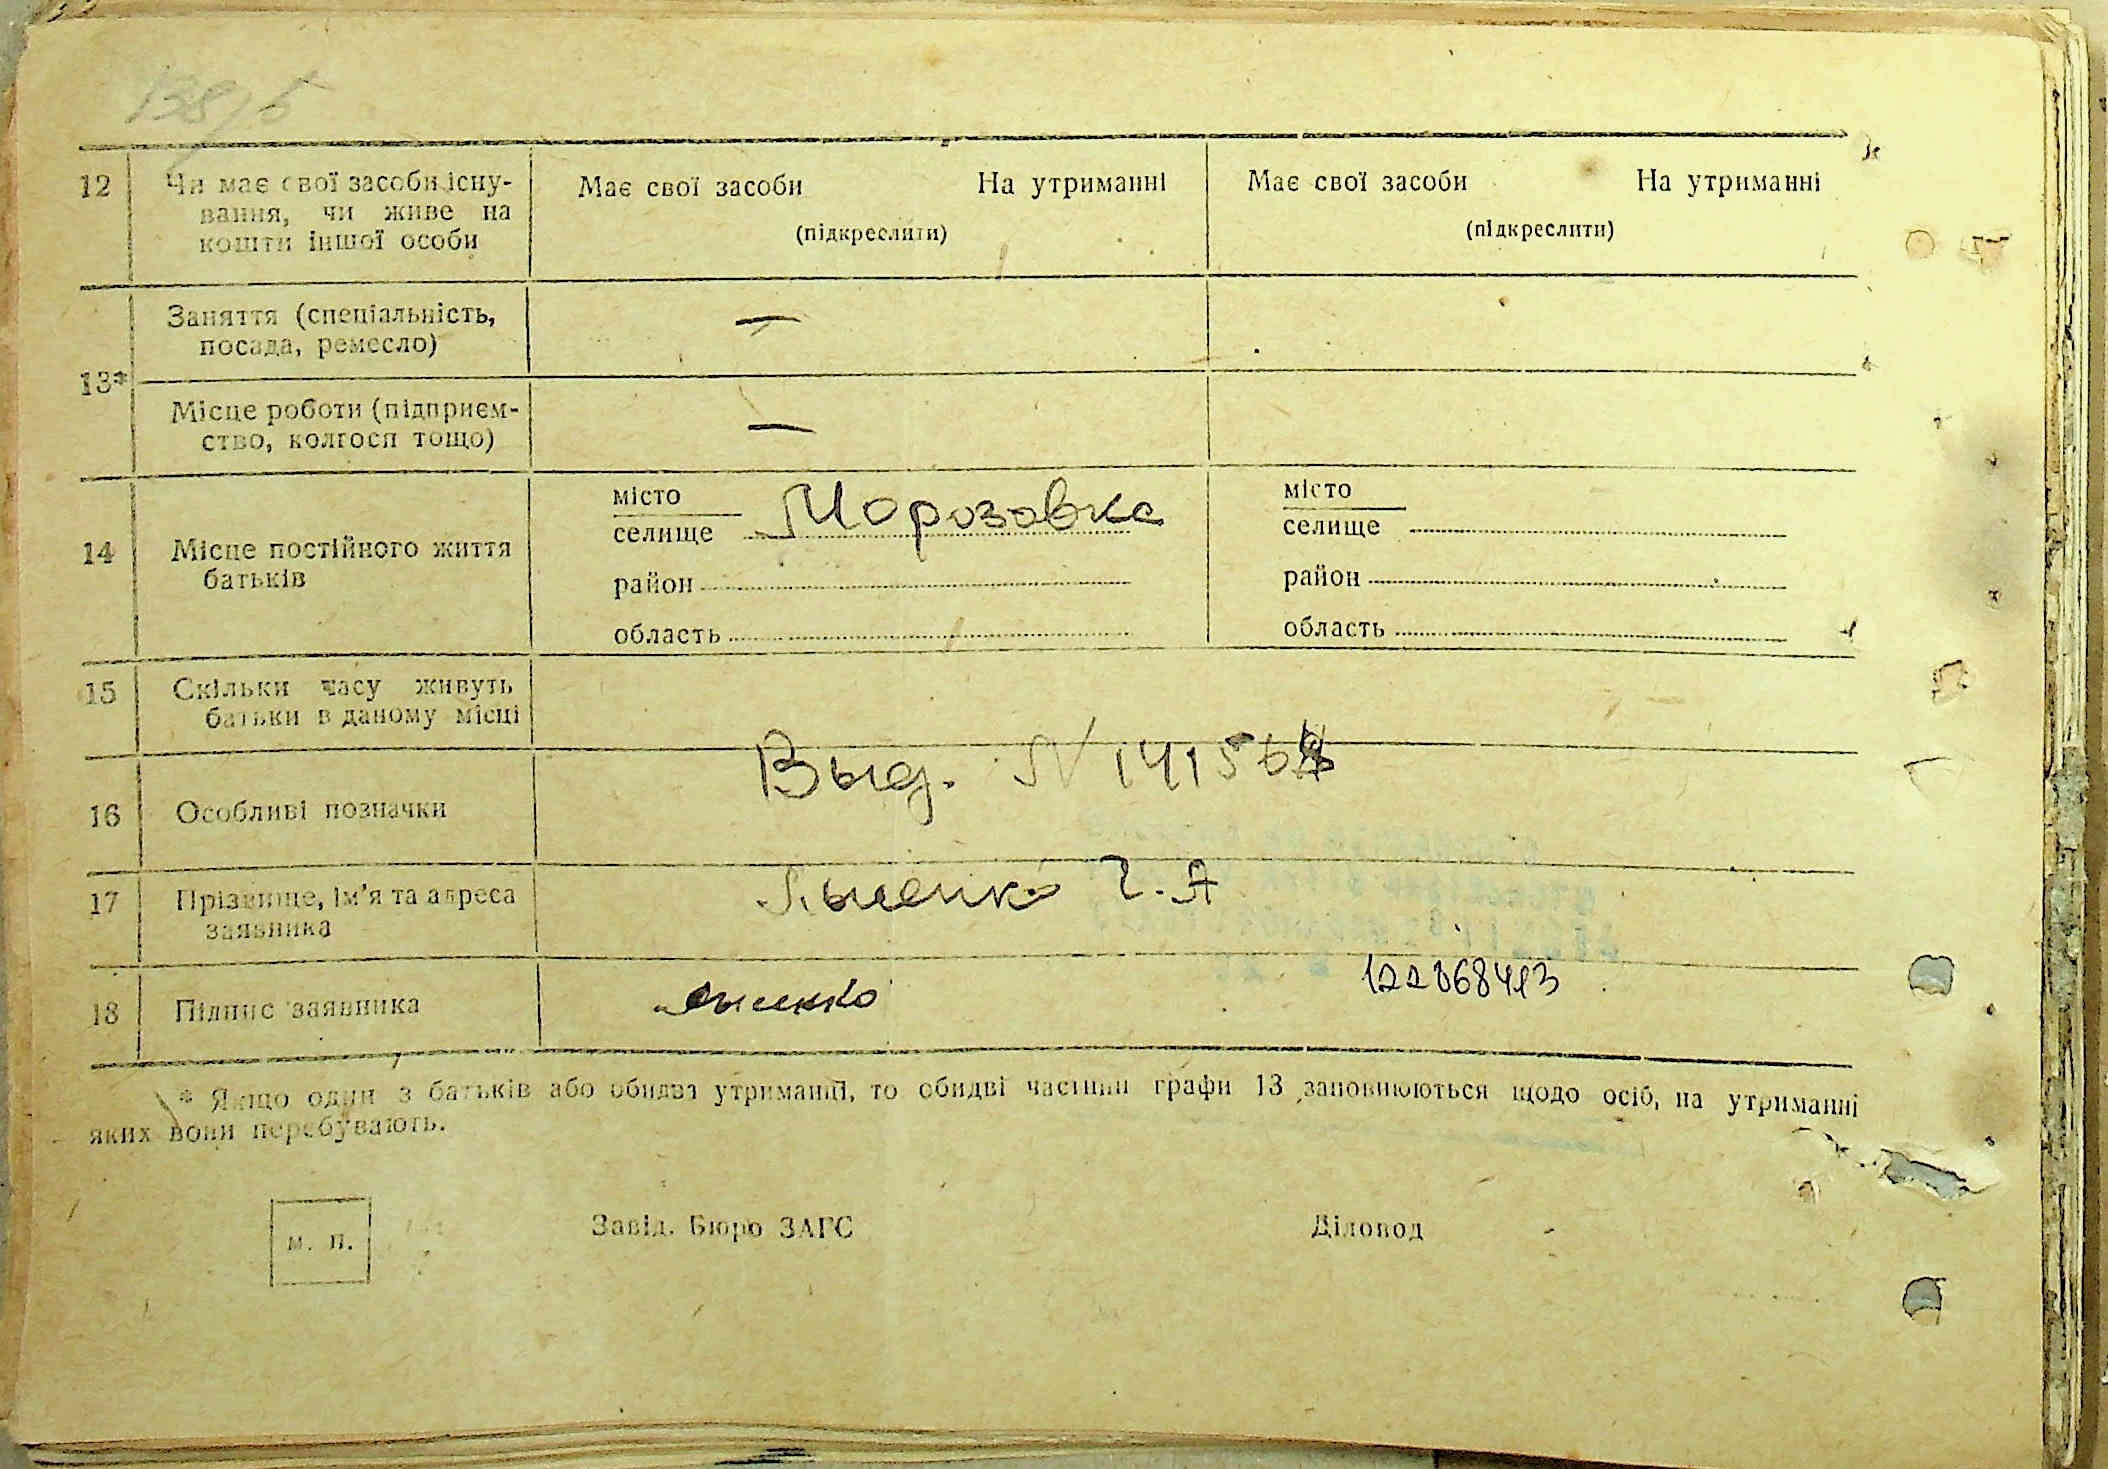 138/5
12 Чи має свої засоби існу- Має свої засоби На утриманні Має свої засоби На утриманні
вання, чи живе на (підкреслити) (підкреслити)
кошти іншої особи
Заняття (спеціальність, —
посада, ремесло)
13*
Місце роботи (підприєм- —
ство, колгосп тощо)
місто місто
селище Морозовка селище
14 Місце постійного життя
батьків
район район
область область
15 Скільки часу живуть
батьки в даному місці
Выд. N
16 Особливі позначки
17 Прізвище, ім'я та адреса
заявника
18 Підпис заявника
* Якщо один з батьків або обидва утриманці, то обидві частини графи 13 заповнюються щодо осіб, на утриманні
яких вони перебувають.
м. п. Завід. Бюро ЗАГС Діловод